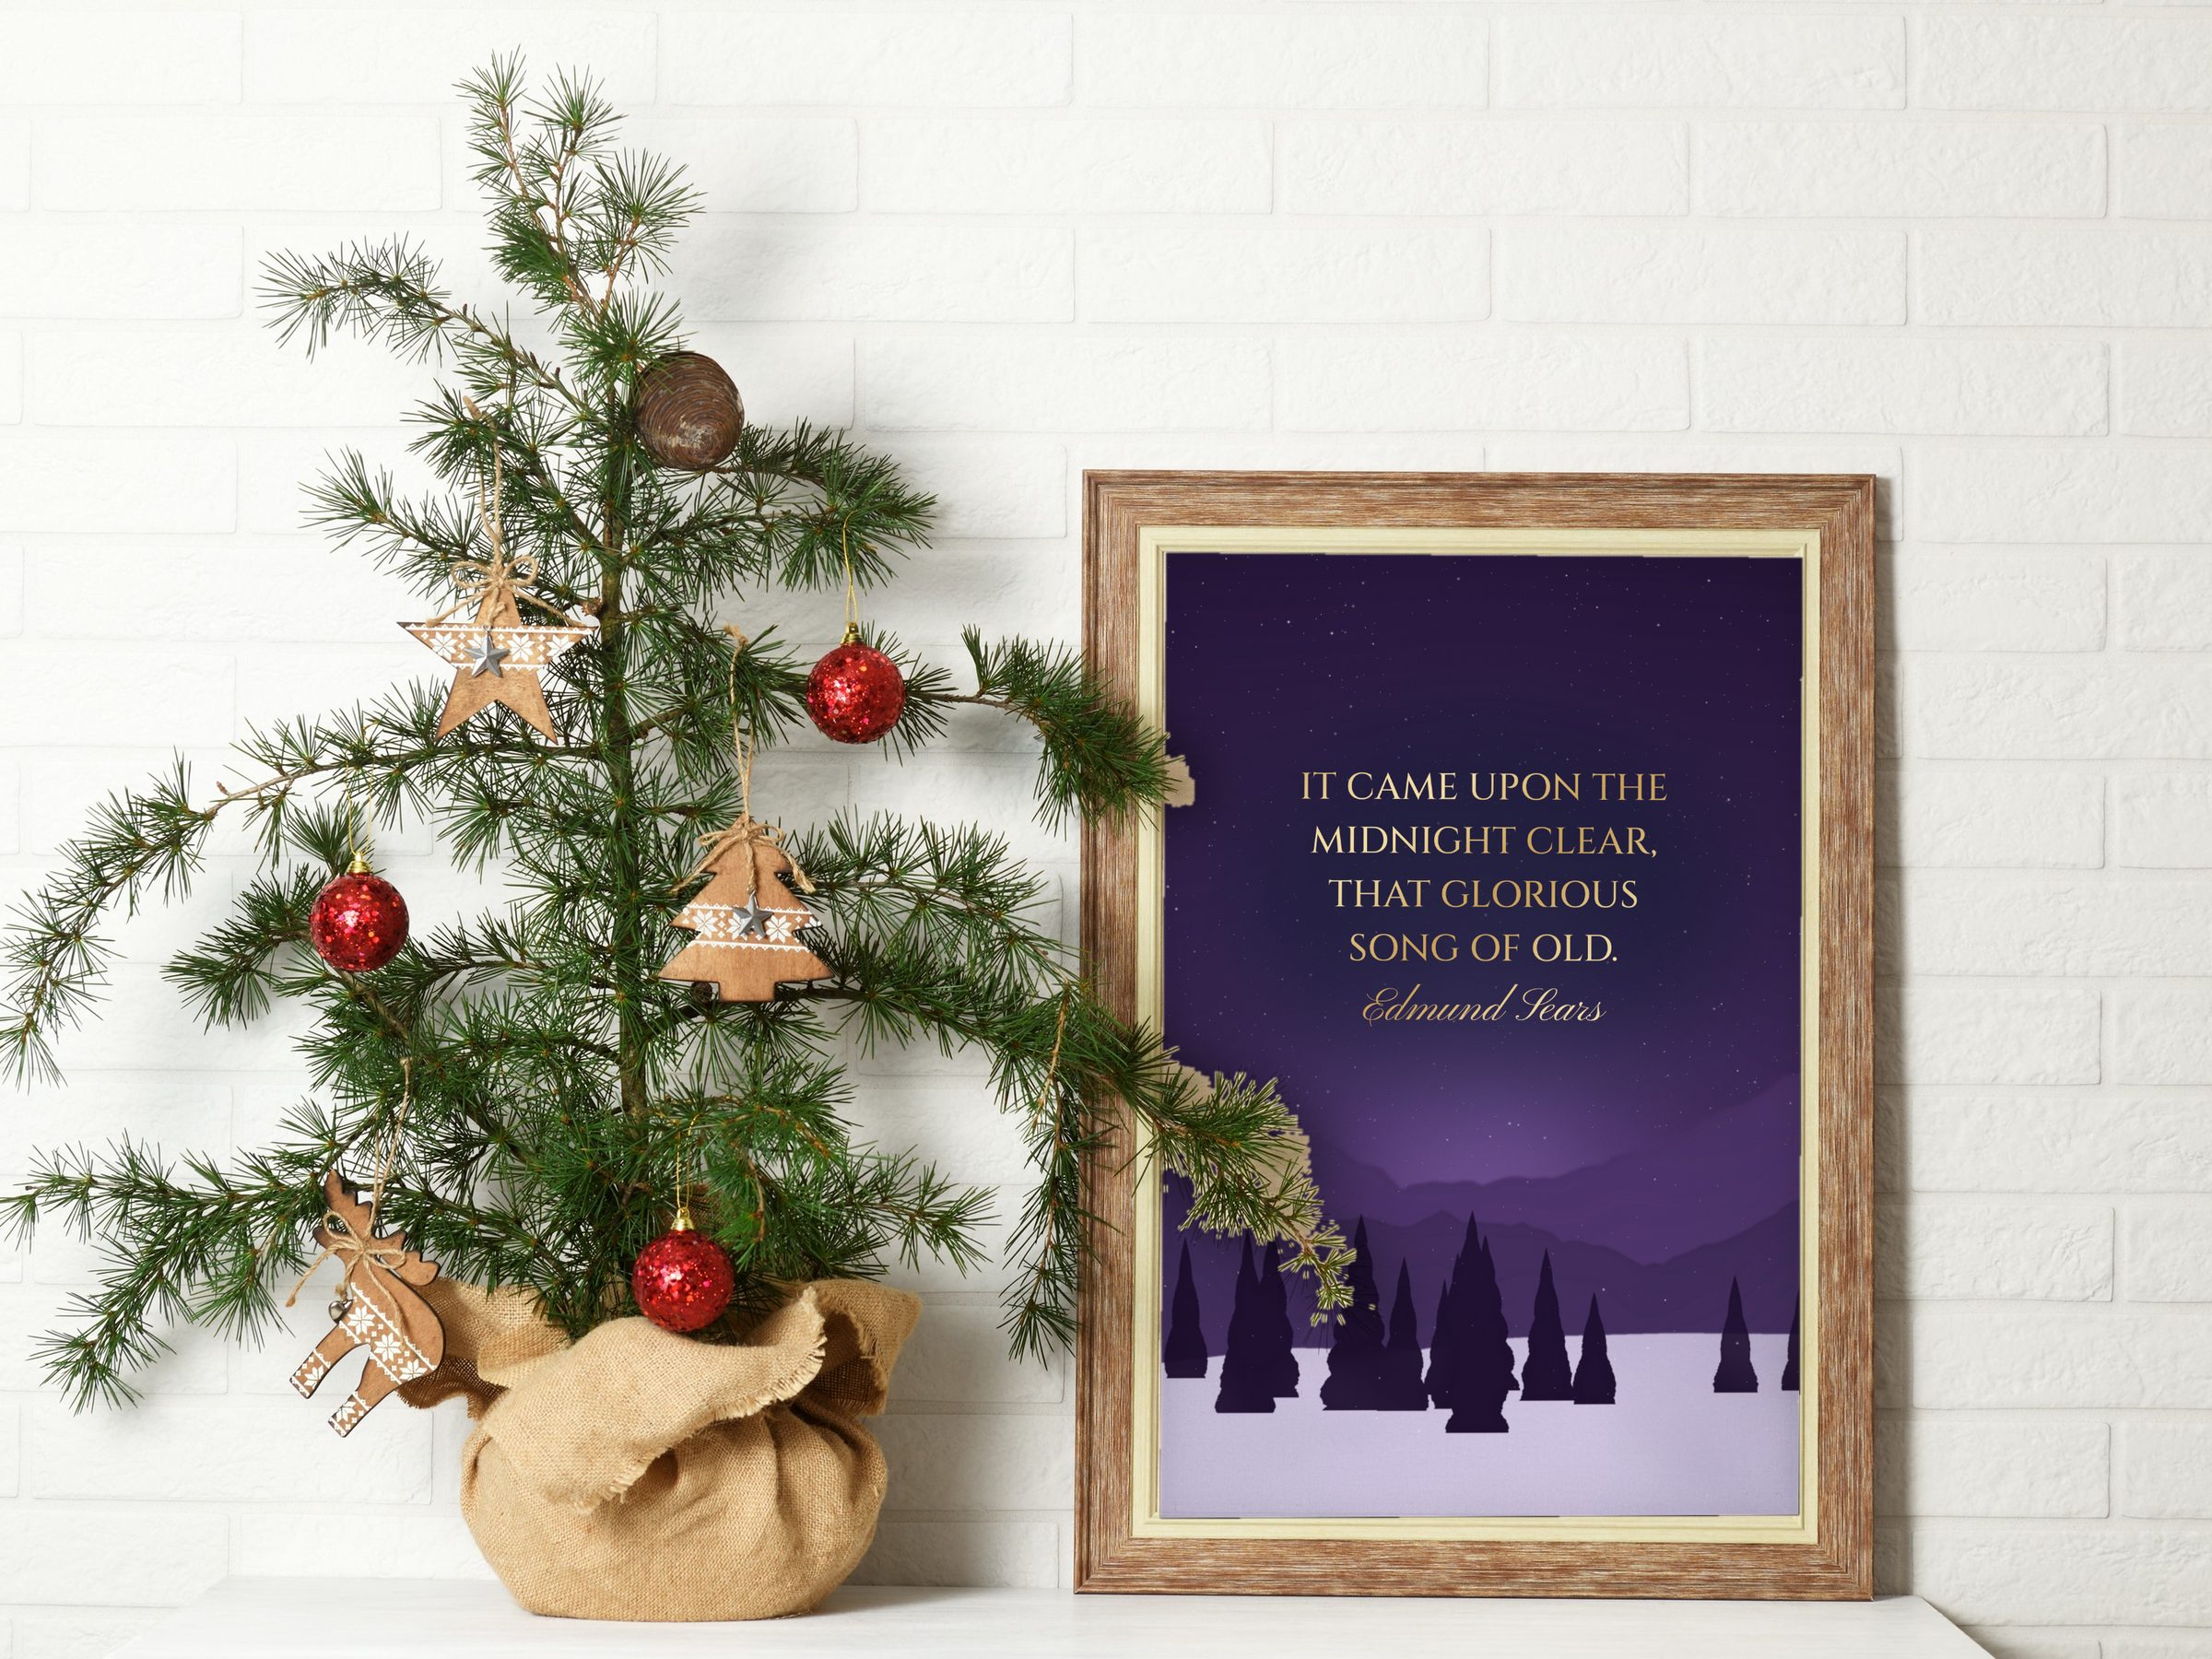 IT CAME UPON THE
MIDNIGHT CLEAR,
THAT GLORIOUS
SONG OF OLD.
Edmund Sears